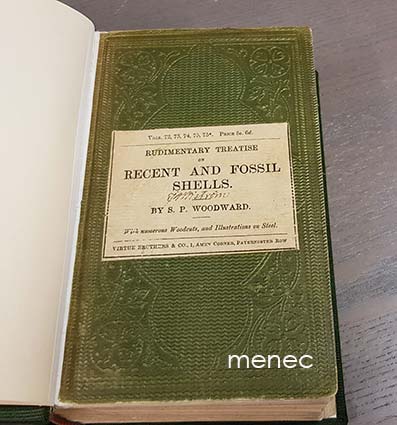 VOLS. 72, 73, 74, 75, 75*. PRICE 5s. 6d.
RUDIMENTARY TREATISE
ON
RECENT AND FOSSIL
SHELLS.
BY S. P. WOODWARD.
With numerous Woodcuts, and Illustrations on Steel.
VIRTUE BROTHERS & CO., 1, AMEN CORNER, PATERNOSTER ROW
menec